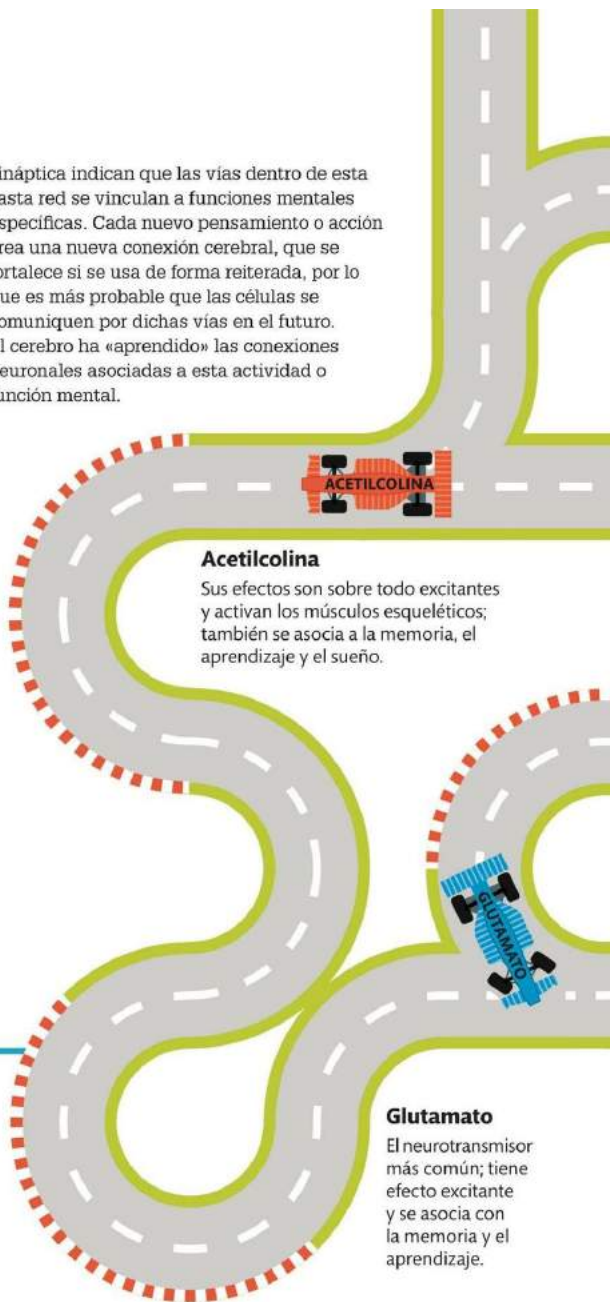 ináptica indican que las vías dentro de esta
asta red se vinculan a funciones mentales
specíficas. Cada nuevo pensamiento o acción
rea una nueva conexión cerebral, que se
ortalece si se usa de forma reiterada, por lo
ue es más probable que las células se
omuniquen por dichas vías en el futuro.
l cerebro ha «aprendido» las conexiones
euronales asociadas a esta actividad o
unción mental.
ACETILCOLINA
Acetilcolina
Sus efectos son sobre todo excitantes
y activan los músculos esqueléticos;
también se asocia a la memoria, el
aprendizaje y el sueño.
GLUTAMATO
Glutamato
El neurotransmisor
más común; tiene
efecto excitante
y se asocia con
la memoria y el
aprendizaje.